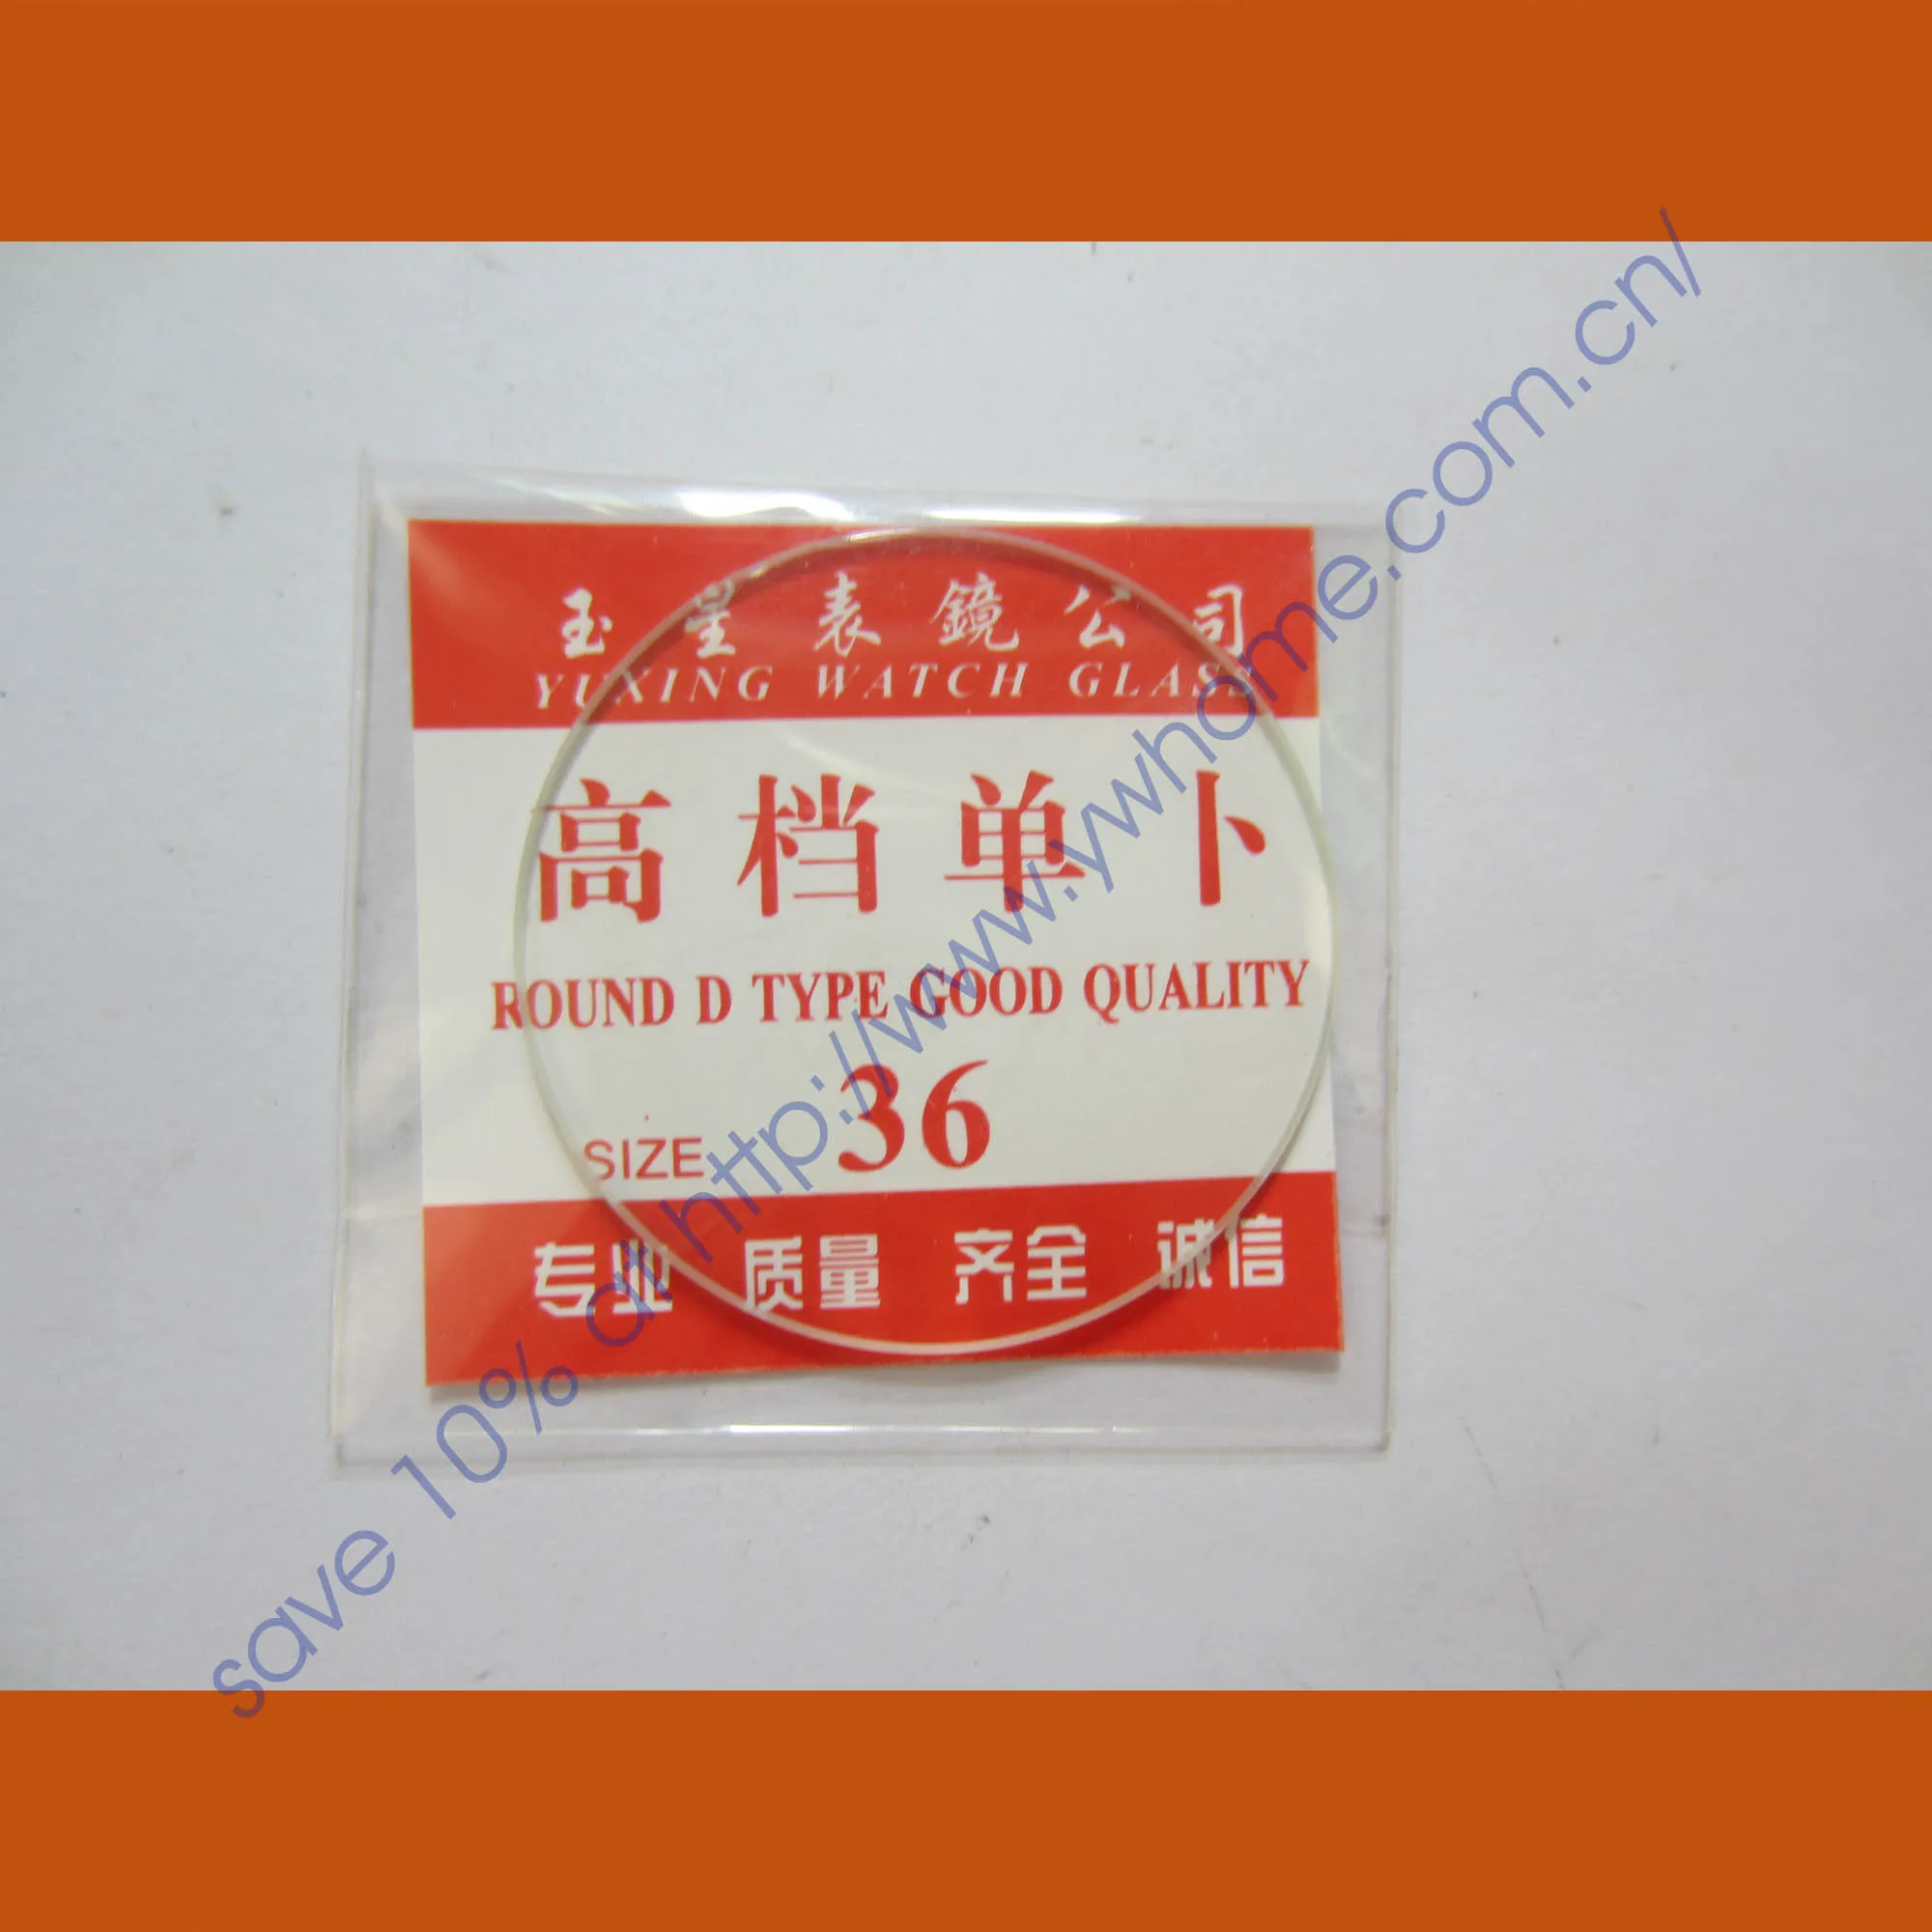 玉星表鏡公司
YUXING WATCH GLASS
高档单卜
ROUND D TYPE GOOD QUALITY
SIZE 36
专业 质量 齐全 诚信
save 10% at http://www.ywhome.com.cn/